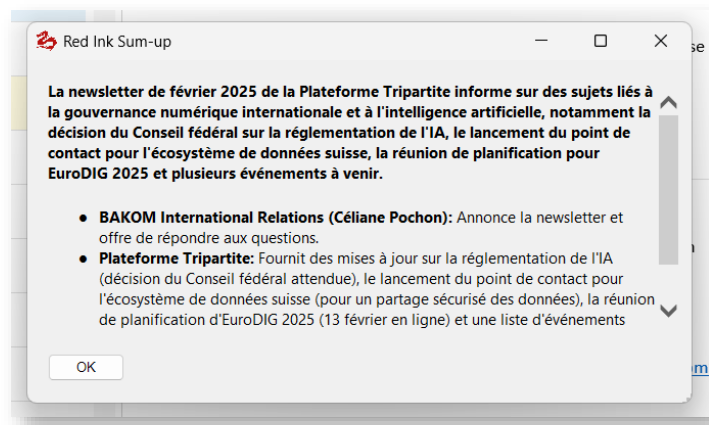 Red Ink Sum-up
se
La newsletter de février 2025 de la Plateforme Tripartite informe sur des sujets liés à
la gouvernance numérique internationale et à l'intelligence artificielle, notamment la
décision du Conseil fédéral sur la réglementation de l'IA, le lancement du point de
contact pour l'écosystème de données suisse, la réunion de planification pour
EuroDIG 2025 et plusieurs événements à venir.
● BAKOM International Relations (Céliane Pochon): Annonce la newsletter et
offre de répondre aux questions.
● Plateforme Tripartite: Fournit des mises à jour sur la réglementation de l'IA
(décision du Conseil fédéral attendue), le lancement du point de contact pour
l'écosystème de données suisse (pour un partage sécurisé des données), la réunion
de planification d'EuroDIG 2025 (13 février en ligne) et une liste d'événements
OK
om